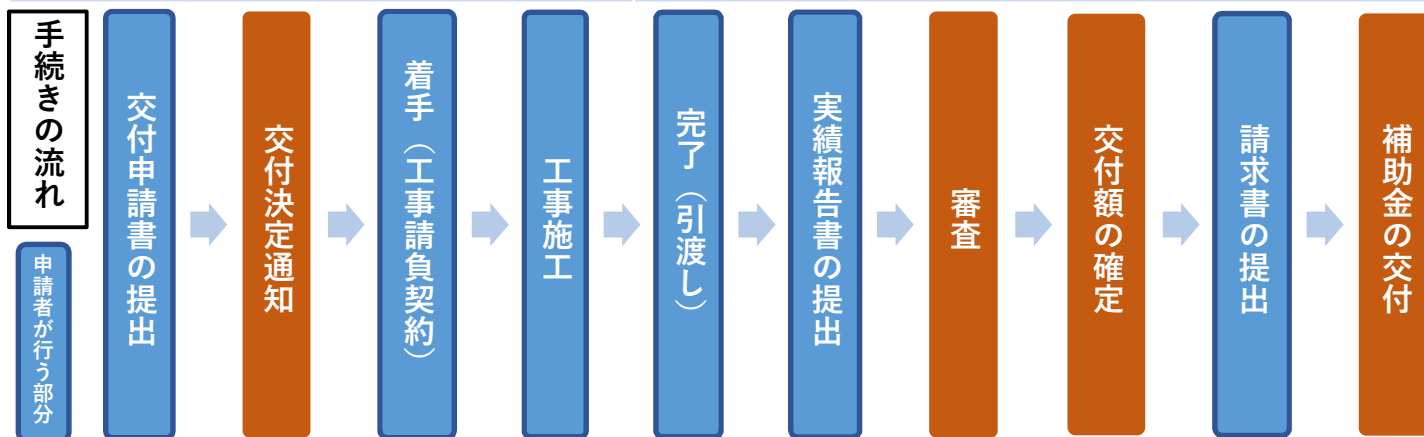 手続きの流れ
申請者が行う部分
交付申請書の提出
交付決定通知
着手（工事請負契約）
工事施工
完了（引渡し）
実績報告書の提出
審査
交付額の確定
請求書の提出
補助金の交付